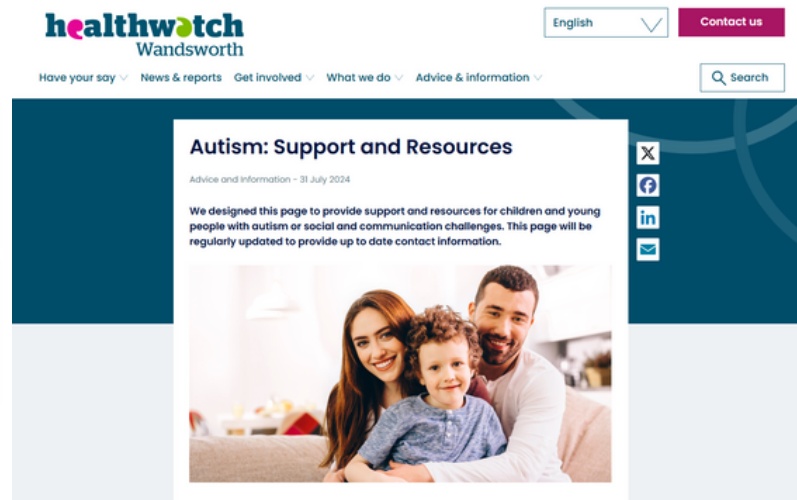 healthwatch
Wandsworth
English
Contact us
Have your say
News & reports
Get involved
What we do
Advice & information
Search
Autism: Support and Resources
Advice and Information - 31 July 2024
We designed this page to provide support and resources for children and young
people with autism or social and communication challenges. This page will be
regularly updated to provide up to date contact information.
X
f
in